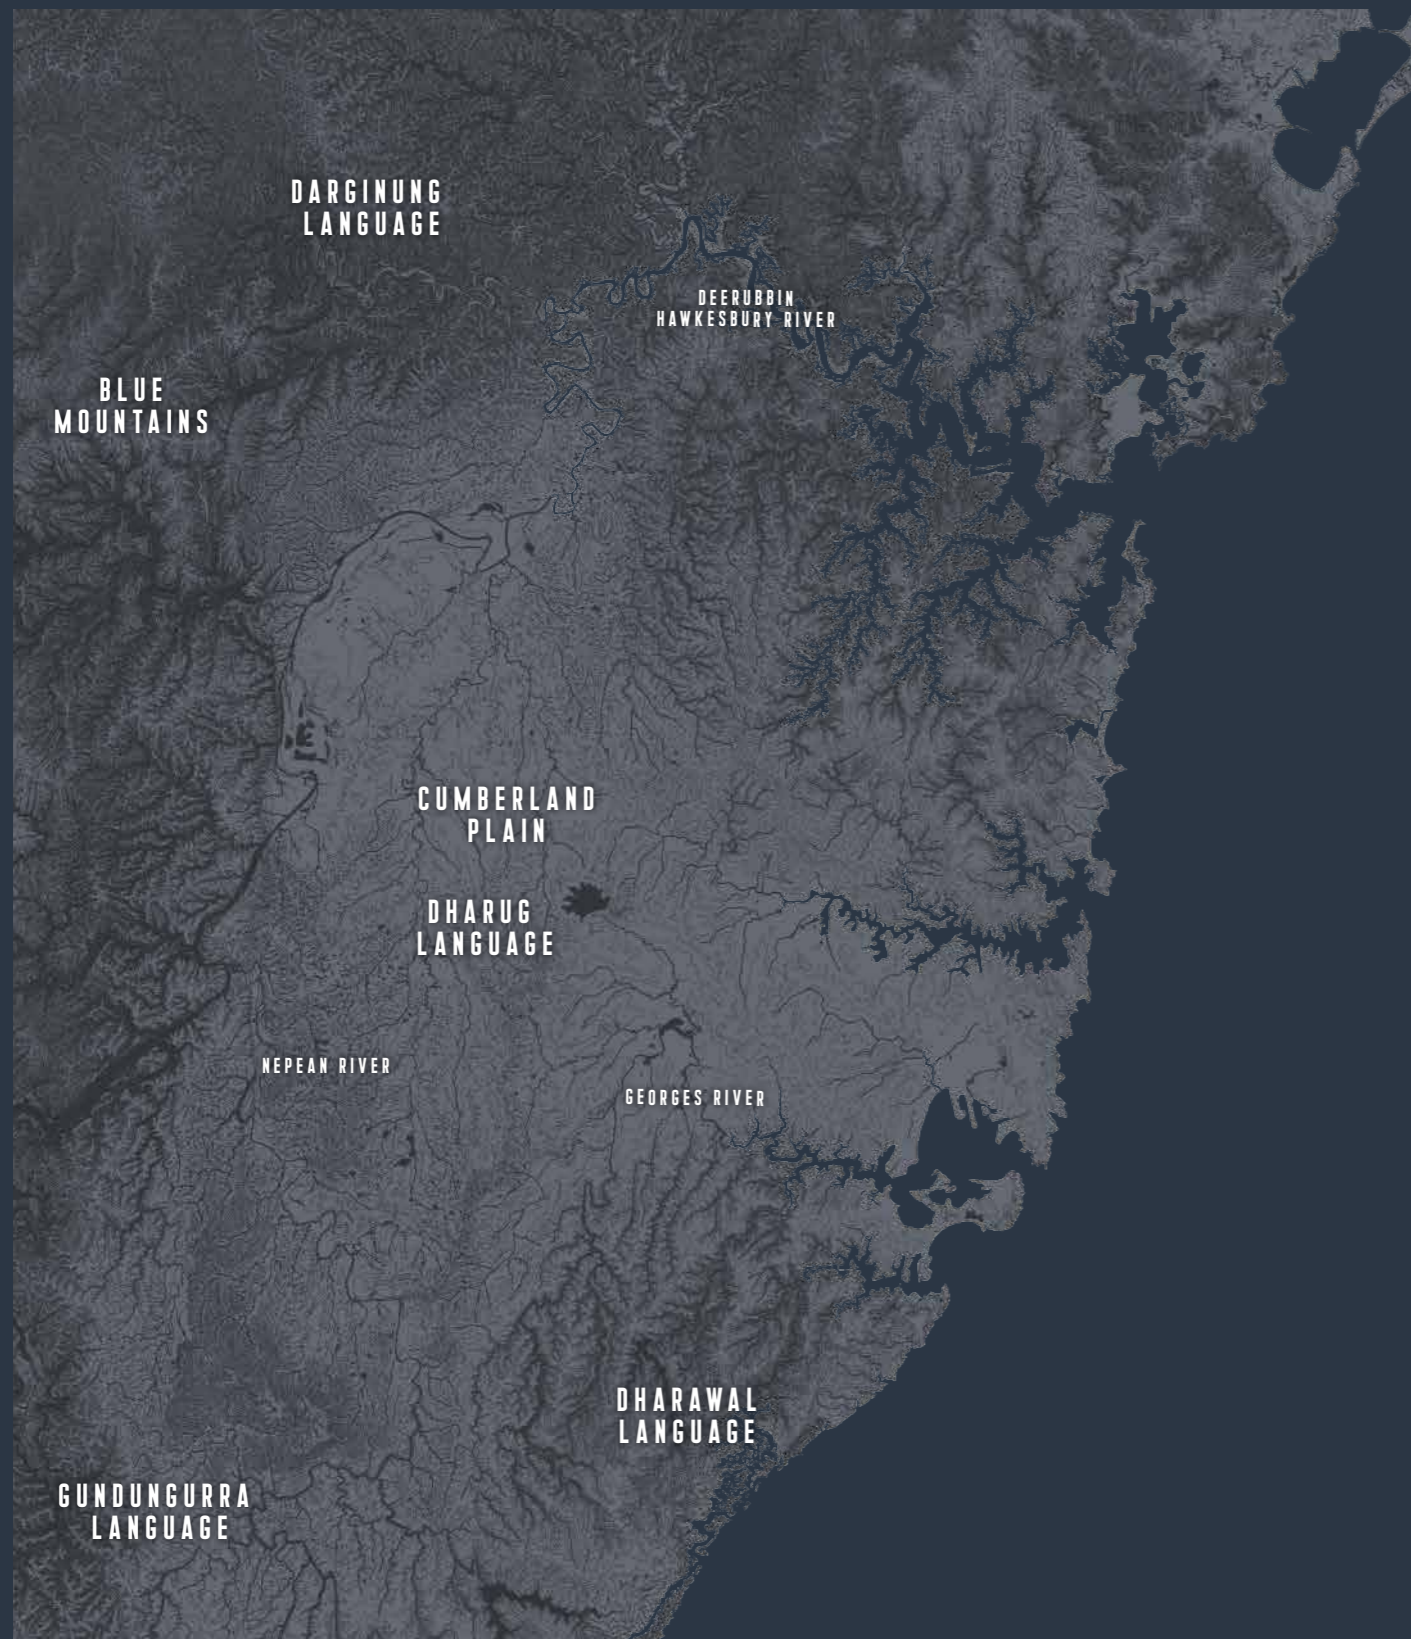 DARGINUNG
LANGUAGE
DEERUBBIN
HAWKESBURY RIVER
BLUE
MOUNTAINS
CUMBERLAND
PLAIN
DHARUG
LANGUAGE
NEPEAN RIVER
GEORGES RIVER
DHARAWAL
LANGUAGE
GUNDUNGURRA
LANGUAGE